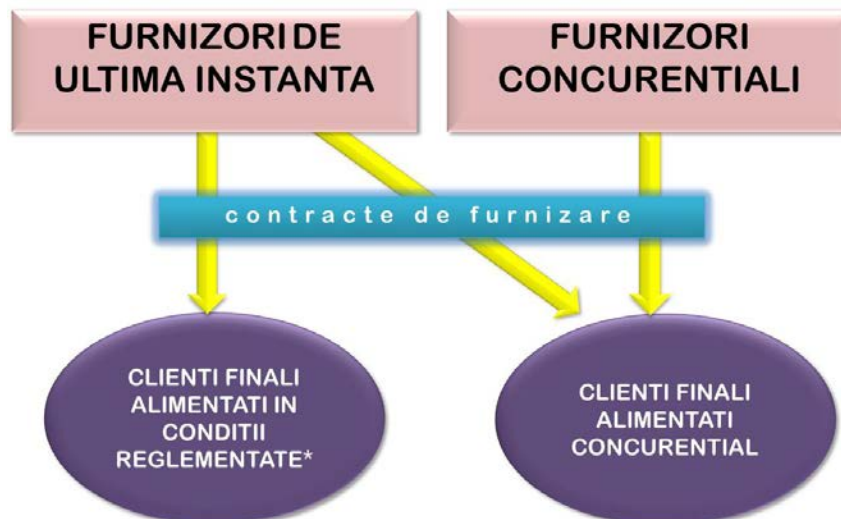 FURNIZORI DE
ULTIMA INSTANTA
FURNIZORI
CONCURENTIALI
contracte de furnizare
CLIENTI FINALI
ALIMENTATI IN
CONDITII
REGLEMENTATE*
CLIENTI FINALI
ALIMENTATI
CONCURENTIAL